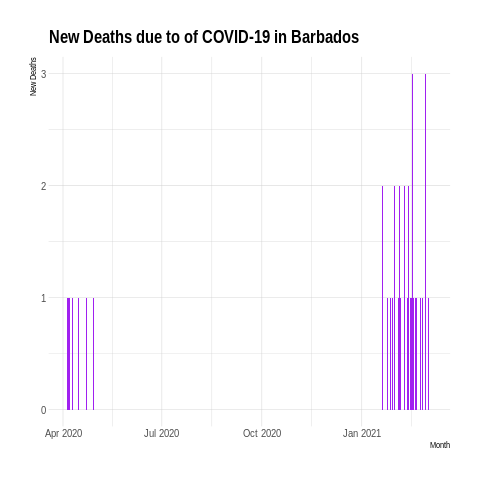 New Deaths due to of COVID-19 in Barbados
New Deaths
3
2
1
0
Apr 2020
Jul 2020
Oct 2020
Jan 2021
Month